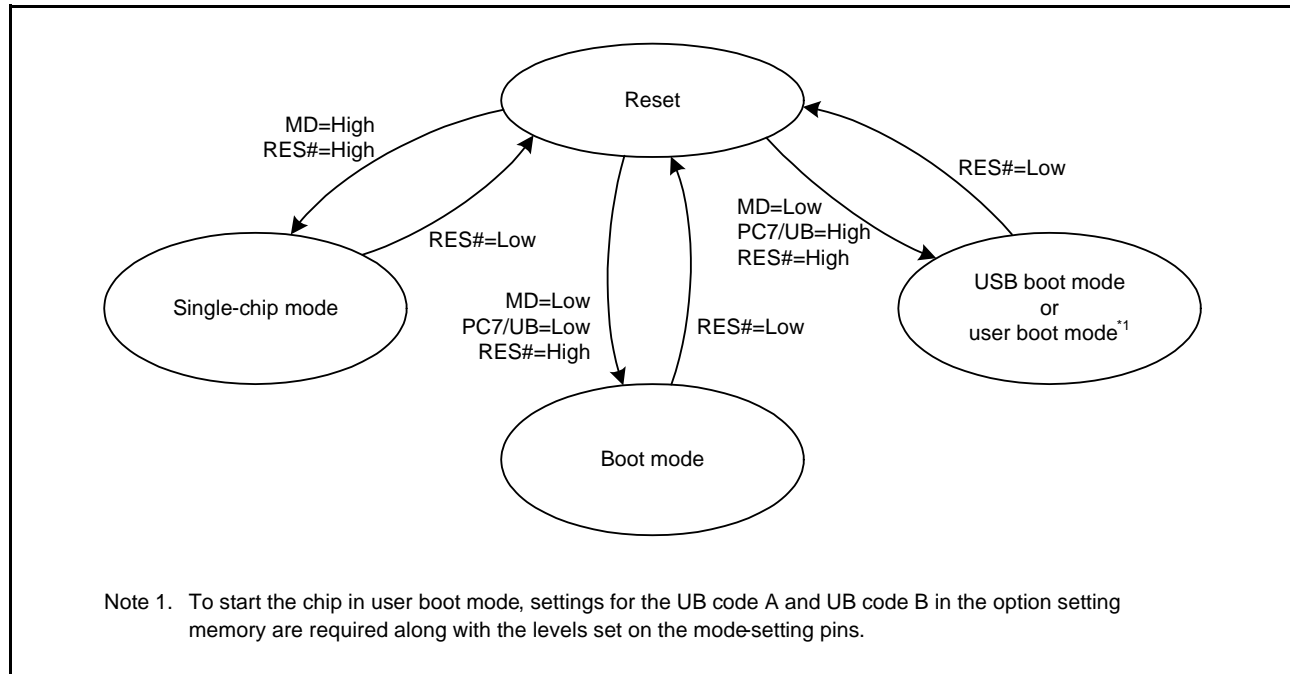 Reset
MD=High
RES#=High
RES#=Low
RES#=Low
MD=Low
PC7/UB=High
RES#=High
Single-chip mode
MD=Low
PC7/UB=Low
RES#=High
RES#=Low
USB boot mode
or
user boot mode*1
Boot mode
Note 1. To start the chip in user boot mode, settings for the UB code A and UB code B in the option setting
memory are required along with the levels set on the mode-setting pins.